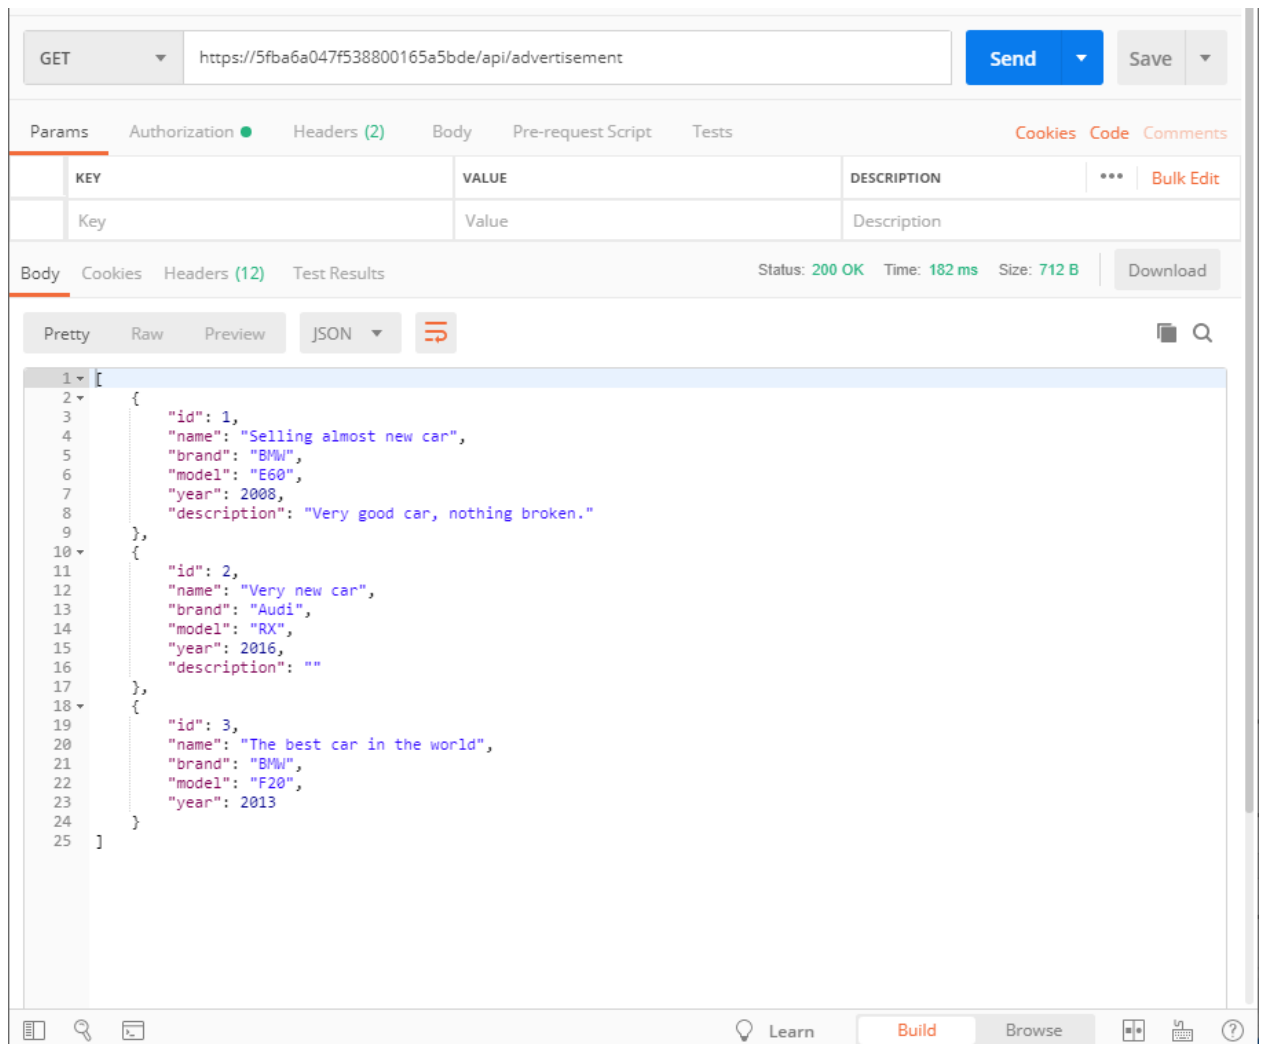 GET https://5fba6a047f538800165a5bde/api/advertisement Send Save
Params Authorization Headers (2) Body Pre-request Script Tests Cookies Code Comments
KEY VALUE DESCRIPTION ••• Bulk Edit
Key Value Description
Body Cookies Headers (12) Test Results Status: 200 OK Time: 182 ms Size: 712 B Download
Pretty Raw Preview JSON
1 [
2 {
3 "id": 1,
4 "name": "Selling almost new car",
5 "brand": "BMW",
6 "model": "E60",
7 "year": 2008,
8 "description": "Very good car, nothing broken."
9 },
10 {
11 "id": 2,
12 "name": "Very new car",
13 "brand": "Audi",
14 "model": "RX",
15 "year": 2016,
16 "description": ""
17 },
18 {
19 "id": 3,
20 "name": "The best car in the world",
21 "brand": "BMW",
22 "model": "F20",
23 "year": 2013
24 }
25 ]
Learn Build Browse